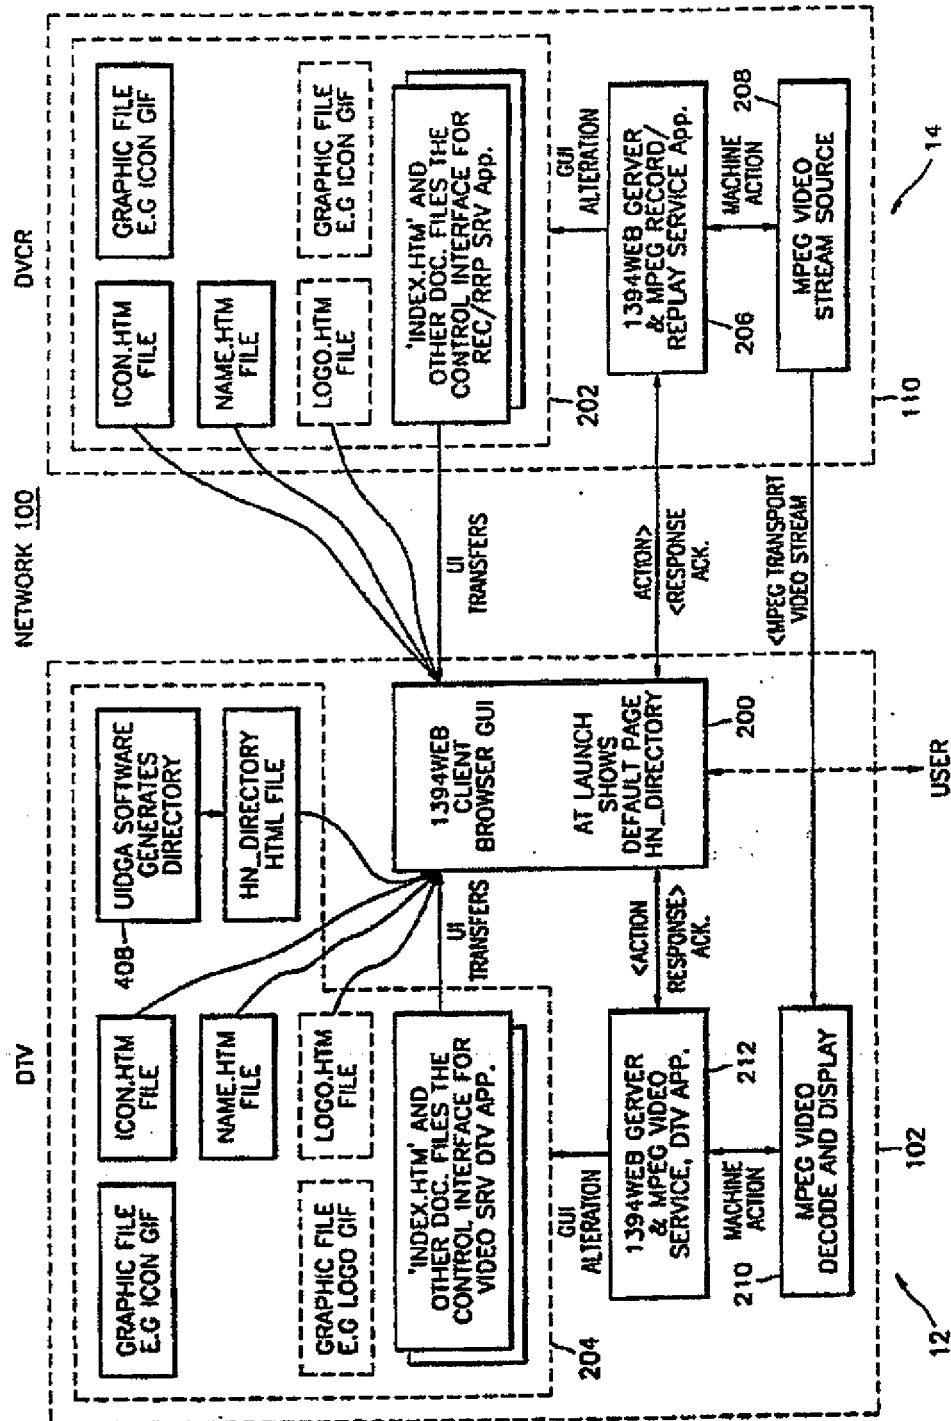 NETWORK 100
DTV
DVCR
GRAPHIC FILE
E.G ICON GIF
ICON.HTM
FILE
NAME.HTM
FILE
GRAPHIC FILE
E.G LOGO GIF
LOGO.HTM
FILE
'INDEX.HTM' AND
OTHER DOC. FILES THE
CONTROL INTERFACE FOR
VIDEO SRV DTV APP.
204
408
UIDGA SOFTWARE
GENERATES
DIRECTORY
HN_DIRECTORY
HTML FILE
UI
TRANSFERS
1394WEB
CLIENT
BROWSER GUI
AT LAUNCH
SHOWS
DEFAULT PAGE
HN_DIRECTORY
200
USER
GUI
ALTERATION
1394WEB GERVER
& MPEG VIDEO
SERVICE, DTV APP.
212
<ACTION
RESPONSE>
ACK.
MACHINE
ACTION
210
MPEG VIDEO
DECODE AND DISPLAY
102
12
UI
TRANSFERS
ACTION>
<RESPONSE
ACK.
<MPEG TRANSPORT
VIDEO STREAM
ICON.HTM
FILE
GRAPHIC FILE
E.G ICON GIF
NAME.HTM
FILE
LOGO.HTM
FILE
GRAPHIC FILE
E.G ICON GIF
'INDEX.HTM' AND
OTHER DOC. FILES THE
CONTROL INTERFACE FOR
REC/RRP SRV App.
202
GUI
ALTERATION
1394WEB GERVER
& MPEG RECORD/
REPLAY SERVICE App.
206
MACHINE
ACTION
208
MPEG VIDEO
STREAM SOURCE
110
14